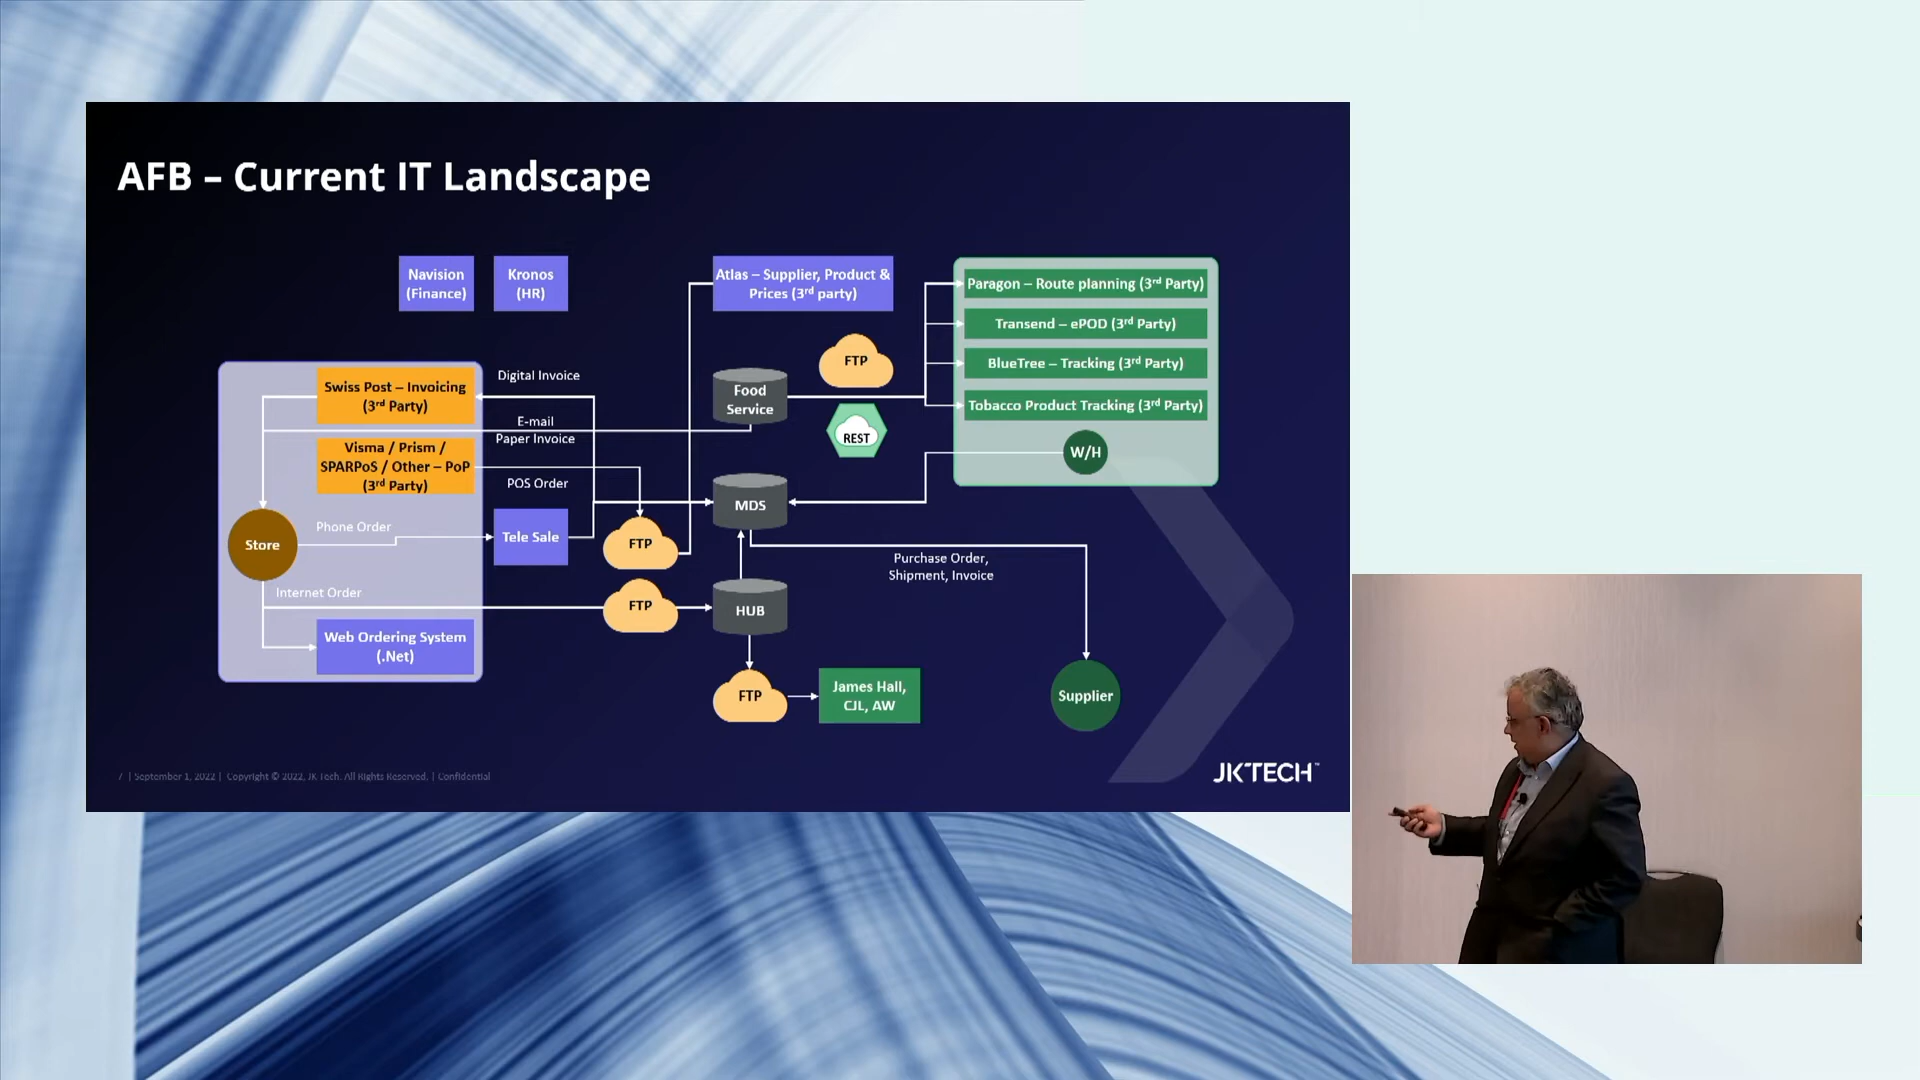 AFB – Current IT Landscape
Navision
(Finance)
Kronos
(HR)
Atlas – Supplier, Product &
Prices (3rd party)
Paragon – Route planning (3rd Party)
Transend – ePOD (3rd Party)
BlueTree – Tracking (3rd Party)
Tobacco Product Tracking (3rd Party)
W/H
FTP
REST
Food
Service
Digital Invoice
Swiss Post – Invoicing
(3rd Party)
E-mail
Paper Invoice
Visma / Prism /
SPARPoS / Other – PoP
(3rd Party)
POS Order
MDS
Store
Phone Order
Tele Sale
FTP
Purchase Order,
Shipment, Invoice
Internet Order
FTP
HUB
Web Ordering System
(.Net)
FTP
James Hall,
CJL, AW
Supplier
7 | September 1, 2022 | Copyright © 2022, JK Tech. All Rights Reserved. | Confidential
JKTECH™